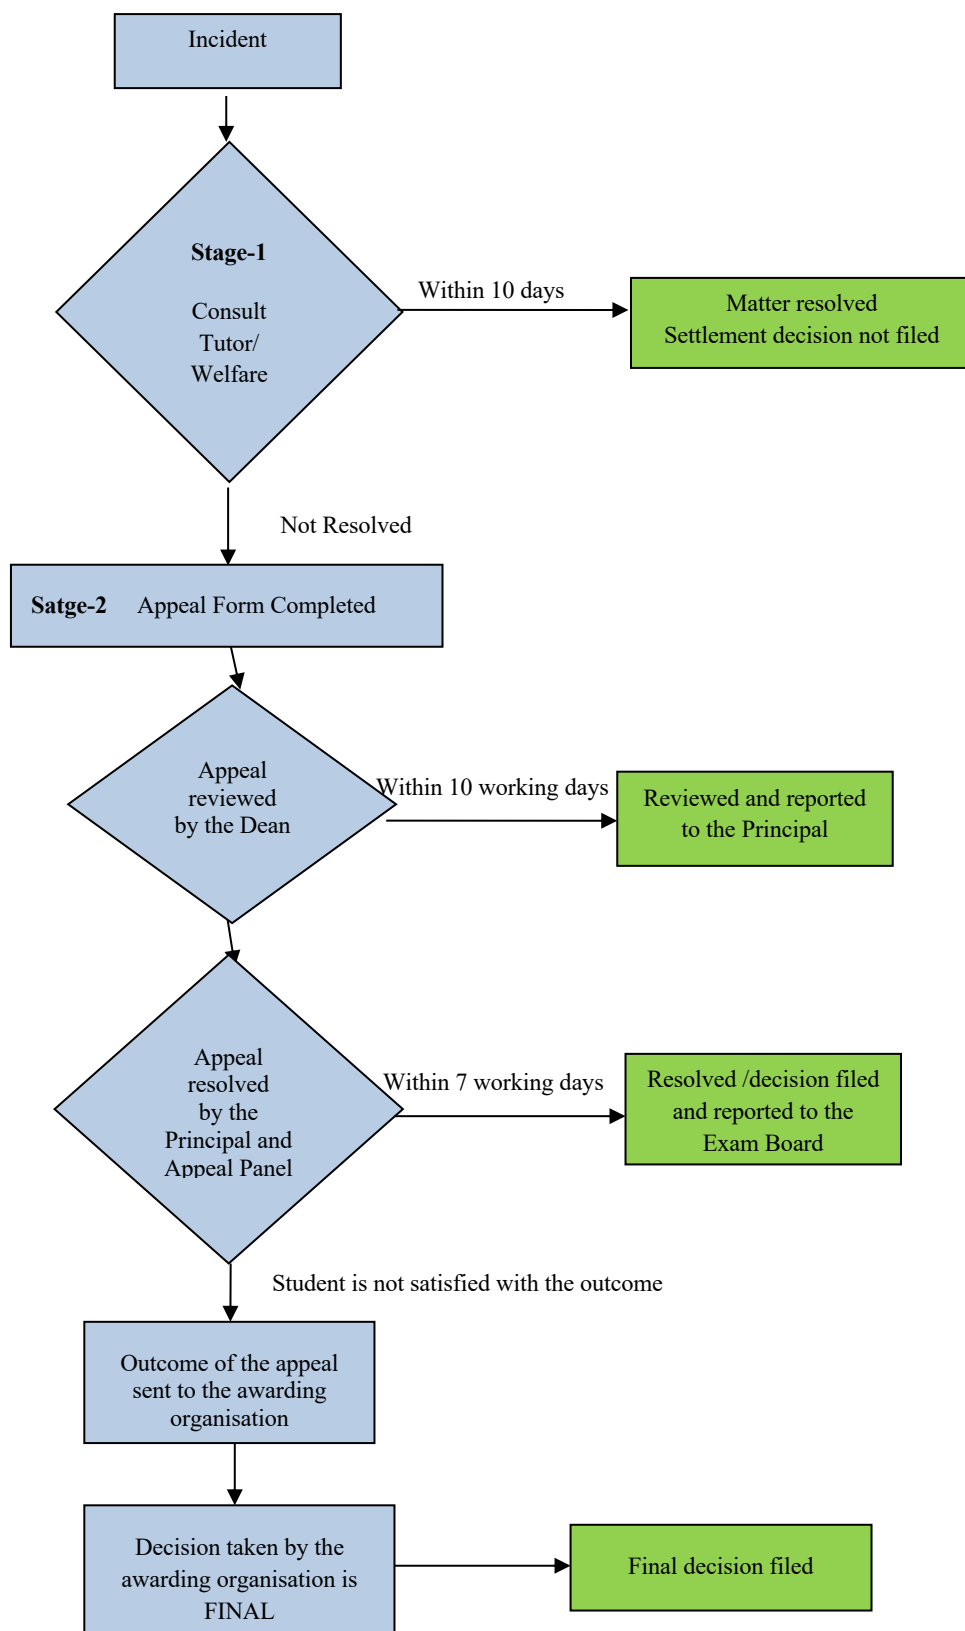 Incident
Stage-1
Consult
Tutor/
Welfare
Within 10 days
Matter resolved
Settlement decision not filed
Not Resolved
Satge-2 Appeal Form Completed
Appeal
reviewed
by the Dean
Within 10 working days
Reviewed and reported
to the Principal
Appeal
resolved
by the
Principal and
Appeal Panel
Within 7 working days
Resolved /decision filed
and reported to the
Exam Board
Student is not satisfied with the outcome
Outcome of the appeal
sent to the awarding
organisation
Decision taken by the
awarding organisation is
FINAL
Final decision filed